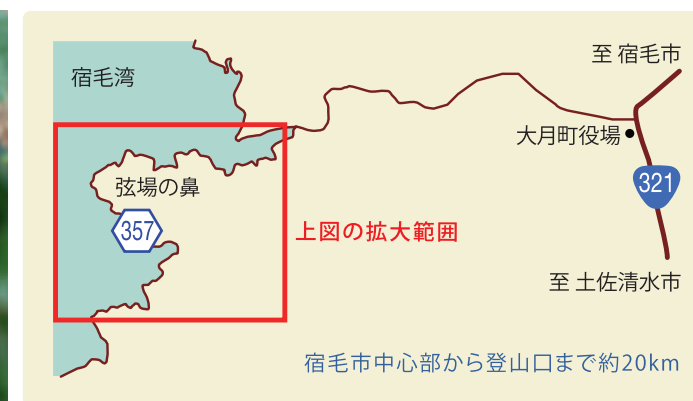 至 宿毛市
宿毛湾
大月町役場
321
弦場の鼻
357
上図の拡大範囲
至 土佐清水市
宿毛市中心部から登山口まで約20km